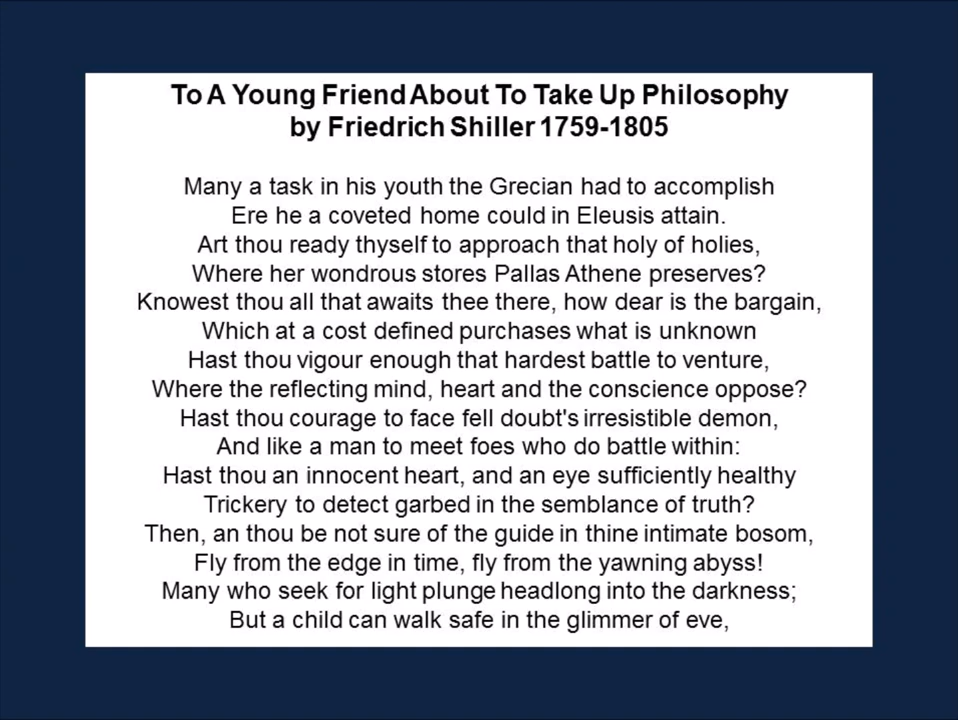 To A Young Friend About To Take Up Philosophy
by Friedrich Shiller 1759-1805
Many a task in his youth the Grecian had to accomplish
Ere he a coveted home could in Eleusis attain.
Art thou ready thyself to approach that holy of holies,
Where her wondrous stores Pallas Athene preserves?
Knowest thou all that awaits thee there, how dear is the bargain,
Which at a cost defined purchases what is unknown
Hast thou vigour enough that hardest battle to venture,
Where the reflecting mind, heart and the conscience oppose?
Hast thou courage to face fell doubt's irresistible demon,
And like a man to meet foes who do battle within:
Hast thou an innocent heart, and an eye sufficiently healthy
Trickery to detect garbed in the semblance of truth?
Then, an thou be not sure of the guide in thine intimate bosom,
Fly from the edge in time, fly from the yawning abyss!
Many who seek for light plunge headlong into the darkness;
But a child can walk safe in the glimmer of eve,